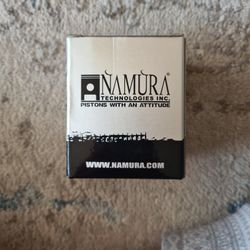 NAMURA®
TECHNOLOGIES INC.
PISTONS WITH AN ATTITUDE
WWW.NAMURA.COM